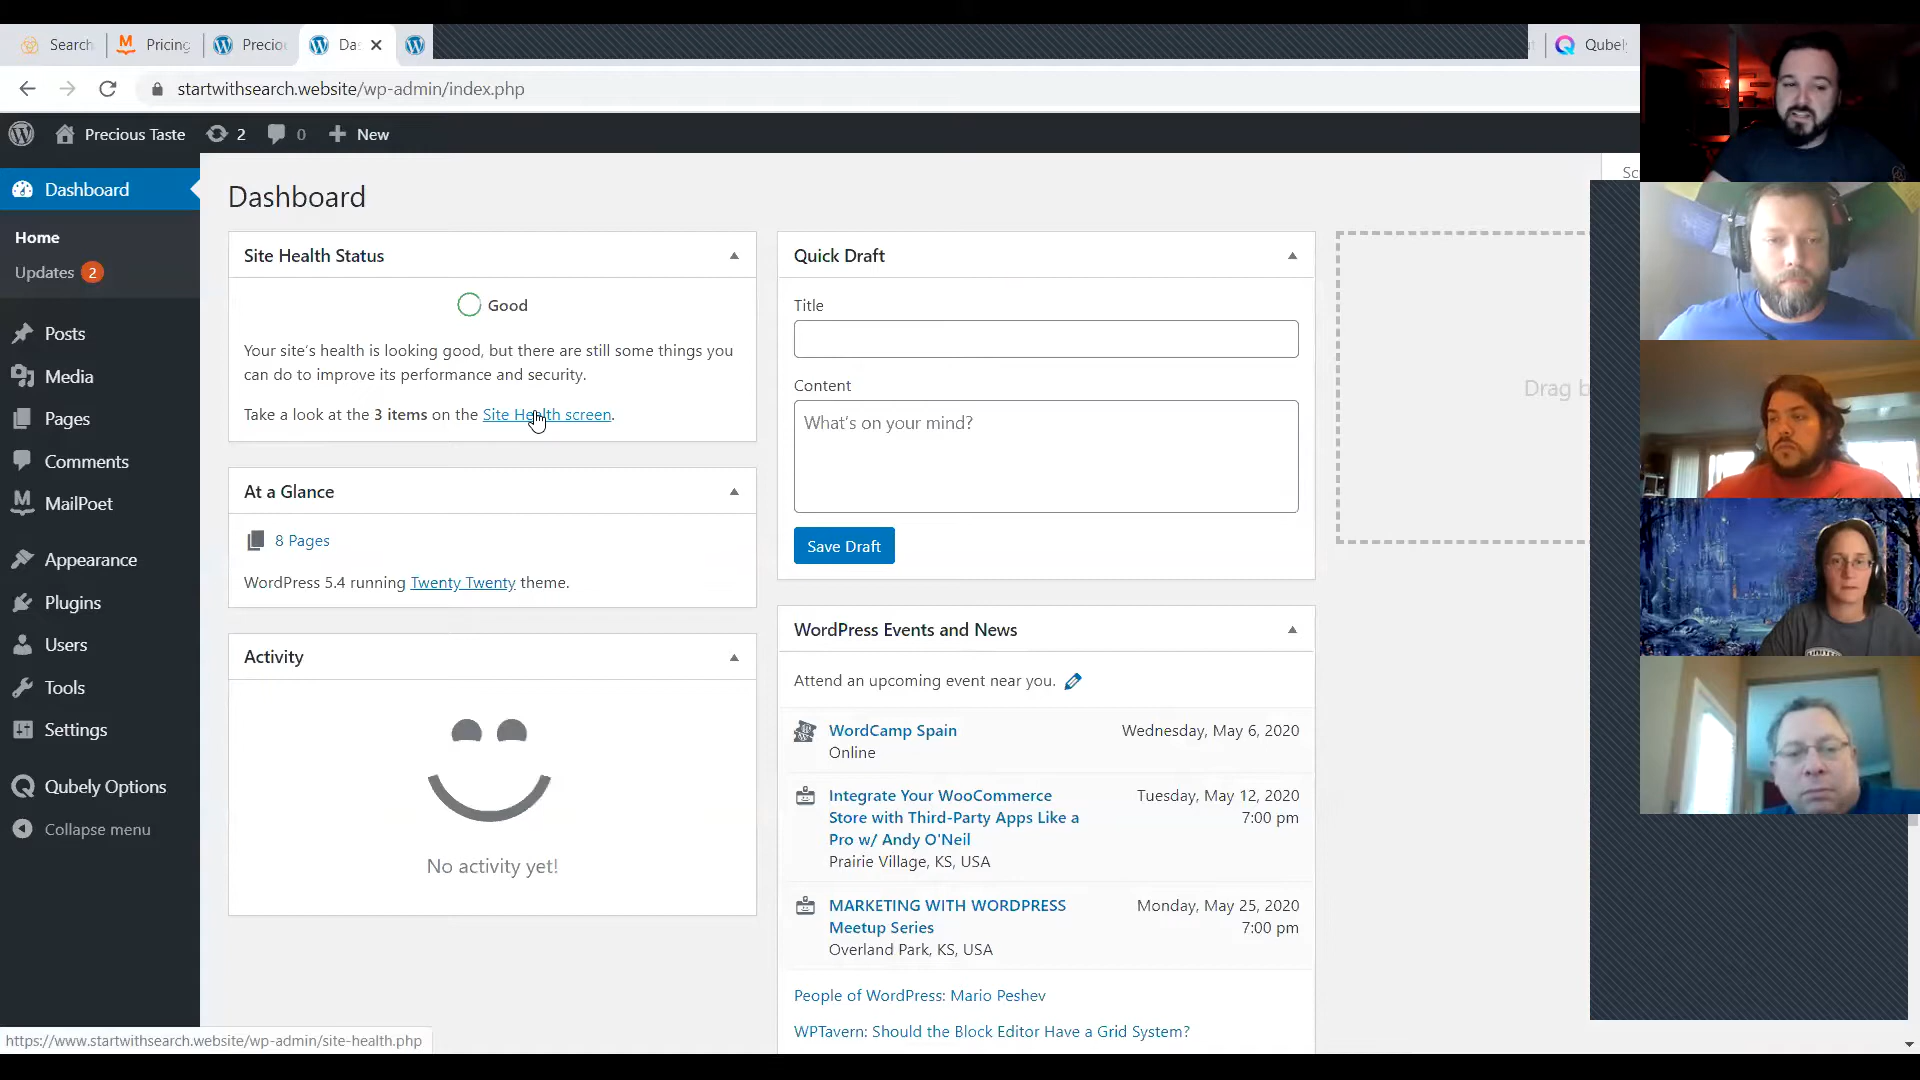 Search
Pricing
Precio
Da
Qubel
startwithsearch.website/wp-admin/index.php
Precious Taste
2
0
New
Sc
Dashboard
Home
Updates 2
Posts
Media
Pages
Comments
MailPoet
Appearance
Plugins
Users
Tools
Settings
Qubely Options
Collapse menu
Dashboard
Site Health Status
Good
Your site's health is looking good, but there are still some things you
can do to improve its performance and security.
Take a look at the 3 items on the Site Health screen.
At a Glance
8 Pages
WordPress 5.4 running Twenty Twenty theme.
Activity
No activity yet!
Quick Draft
Title
Content
What's on your mind?
Save Draft
Drag b
WordPress Events and News
Attend an upcoming event near you.
WordCamp Spain
Wednesday, May 6, 2020
Online
Integrate Your WooCommerce
Tuesday, May 12, 2020
Store with Third-Party Apps Like a
7:00 pm
Pro w/ Andy O'Neil
Prairie Village, KS, USA
MARKETING WITH WORDPRESS
Monday, May 25, 2020
Meetup Series
7:00 pm
Overland Park, KS, USA
People of WordPress: Mario Peshev
WPTavern: Should the Block Editor Have a Grid System?
https://www.startwithsearch.website/wp-admin/site-health.php